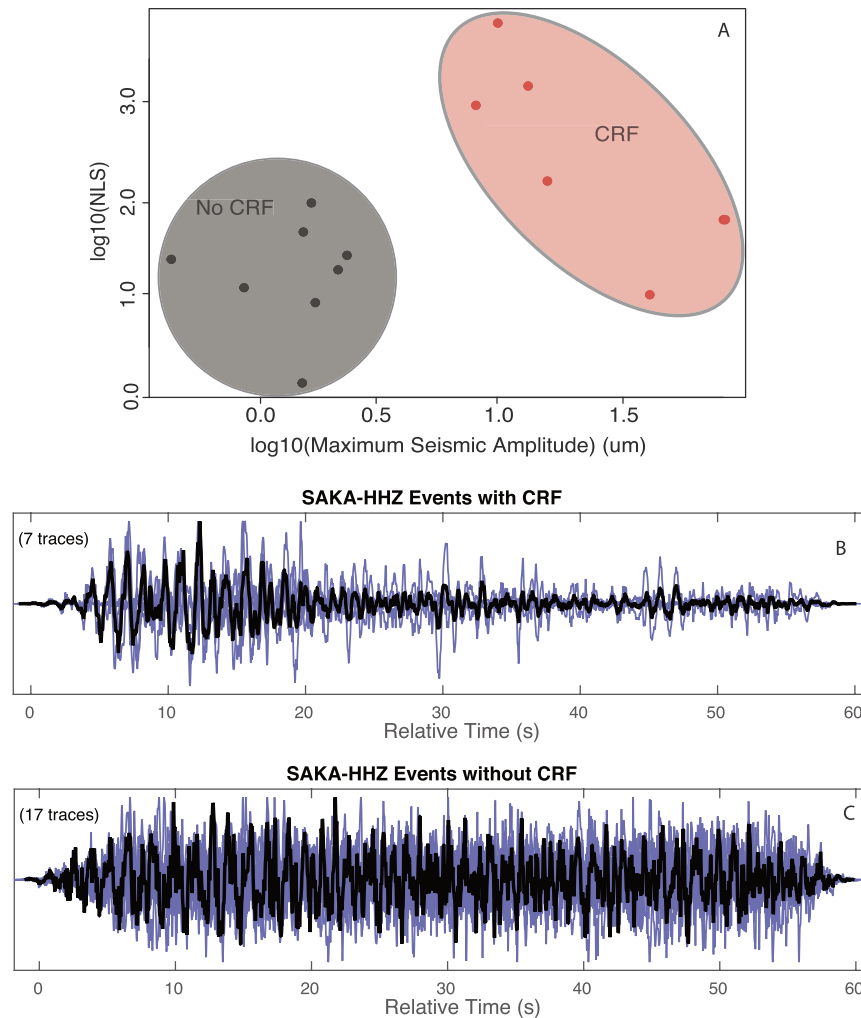 A
3.0
CRF
log10(NLS)
2.0
No CRF
1.0
0.0
0.0 0.5 1.0 1.5
log10(Maximum Seismic Amplitude) (um)
SAKA-HHZ Events with CRF
(7 traces)
B
0 10 20 30 40 50 60
Relative Time (s)
SAKA-HHZ Events without CRF
(17 traces)
C
0 10 20 30 40 50 60
Relative Time (s)